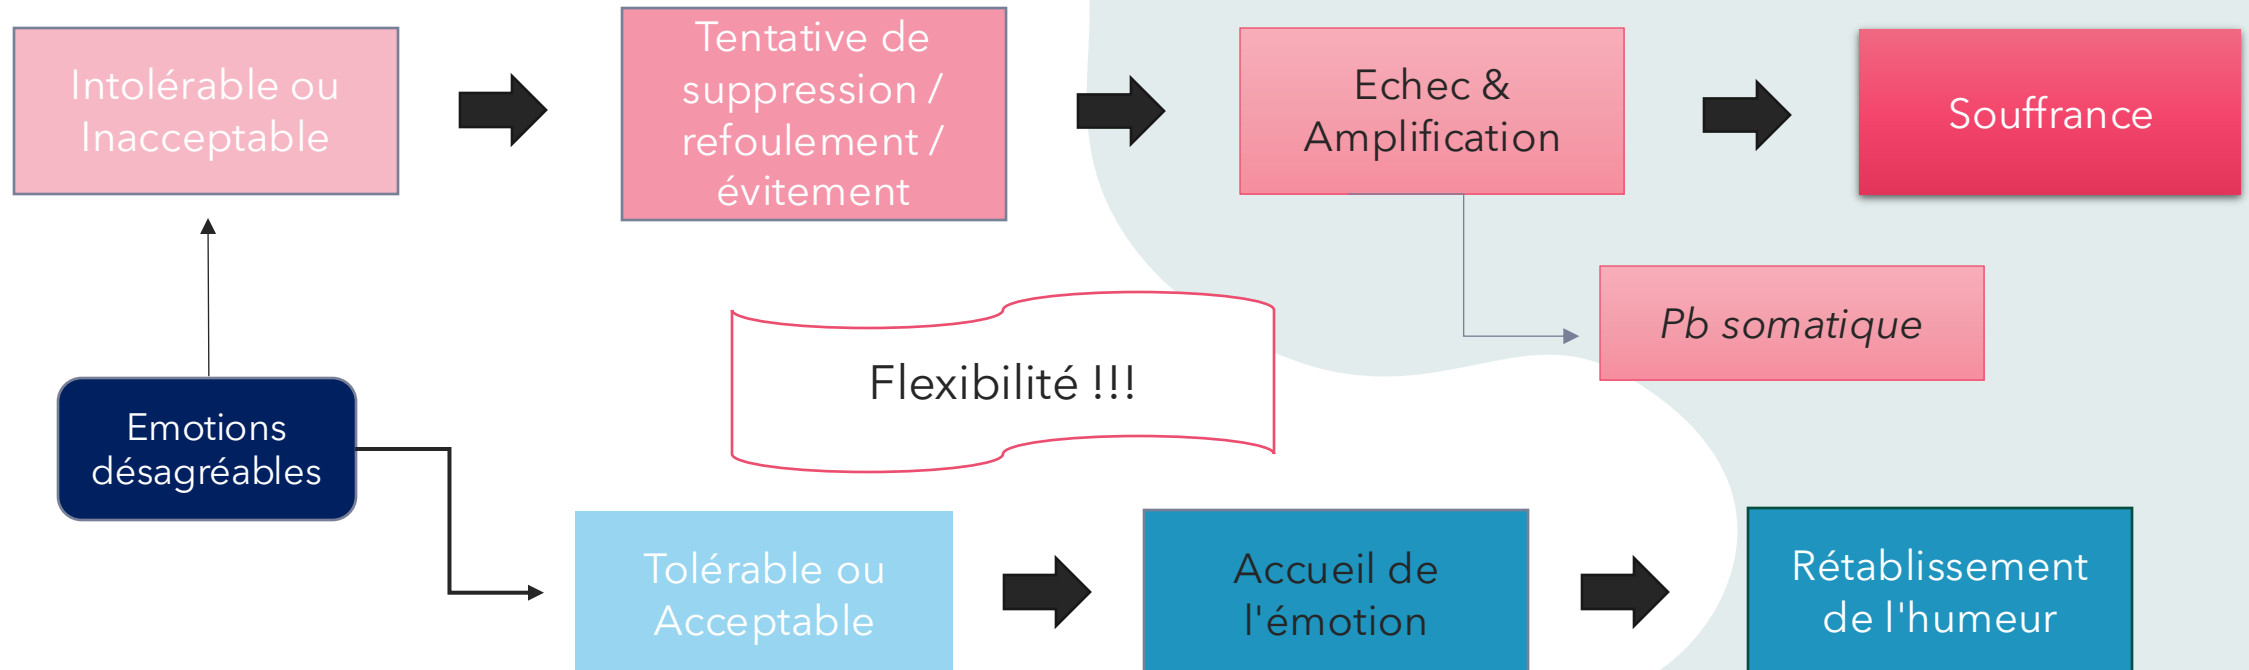 Intolérable ou
Inacceptable
Tentative de
suppression /
refoulement /
évitement
Echec &
Amplification
Souffrance
Pb somatique
Flexibilité !!!
Emotions
désagréables
Tolérable ou
Acceptable
Accueil de
l'émotion
Rétablissement
de l'humeur